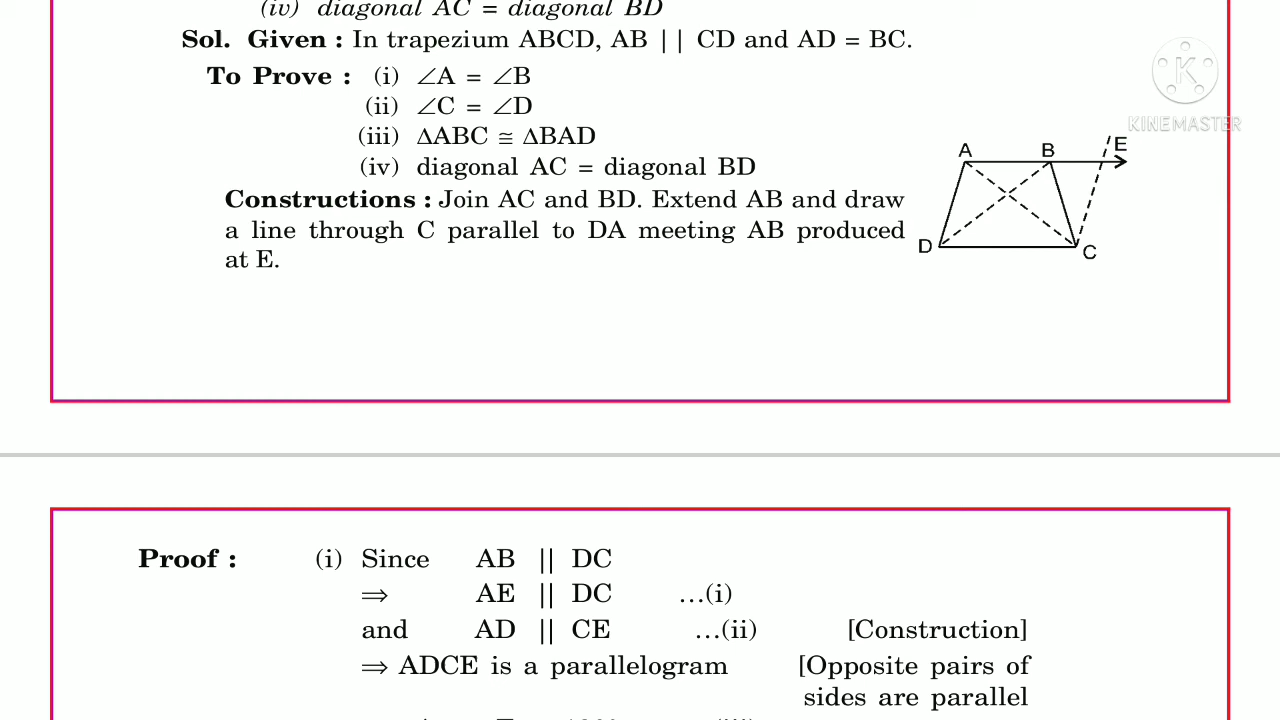 (iv) diagonal AC = diagonal BD
Sol. Given : In trapezium ABCD, AB || CD and AD = BC.
To Prove : (i) ∠A = ∠B
(ii) ∠C = ∠D
(iii) ΔABC ≅ ΔBAD
(iv) diagonal AC = diagonal BD
Constructions : Join AC and BD. Extend AB and draw
a line through C parallel to DA meeting AB produced
at E.
K
KINEMASTER
A B E
D C
Proof : (i) Since AB || DC
⇒ AE || DC ...(i)
and AD || CE ...(ii) [Construction]
⇒ ADCE is a parallelogram [Opposite pairs of
sides are parallel